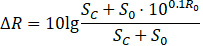 ΔR = 10lg (S_C + S_0 · 10^{0.1R_0}) / (S_C + S_0)